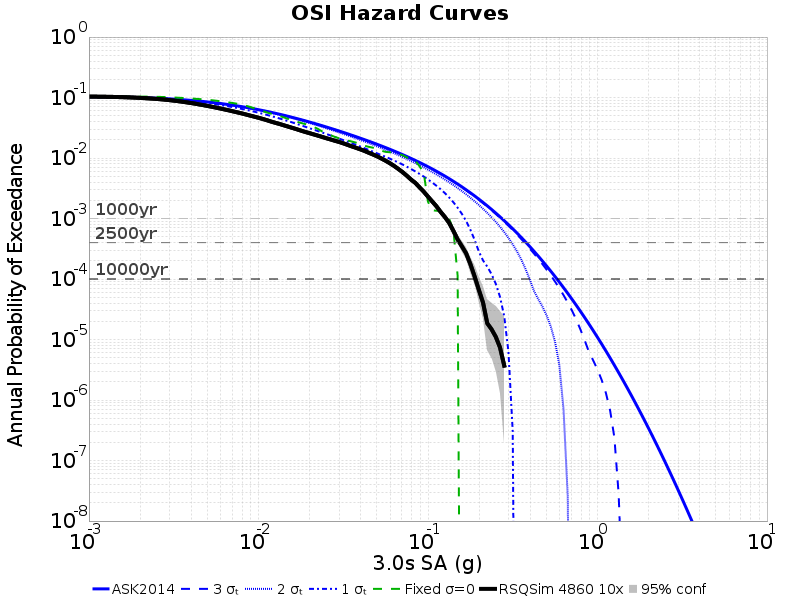 OSI Hazard Curves
Annual Probability of Exceedance
10^0
10^-1
10^-2
10^-3
10^-4
10^-5
10^-6
10^-7
10^-8
1000yr
2500yr
10000yr
10^-3
10^-2
10^-1
10^0
10^1
3.0s SA (g)
ASK2014 3 σₜ 2 σₜ 1 σₜ Fixed σ=0 RSQSim 4860 10x 95% conf